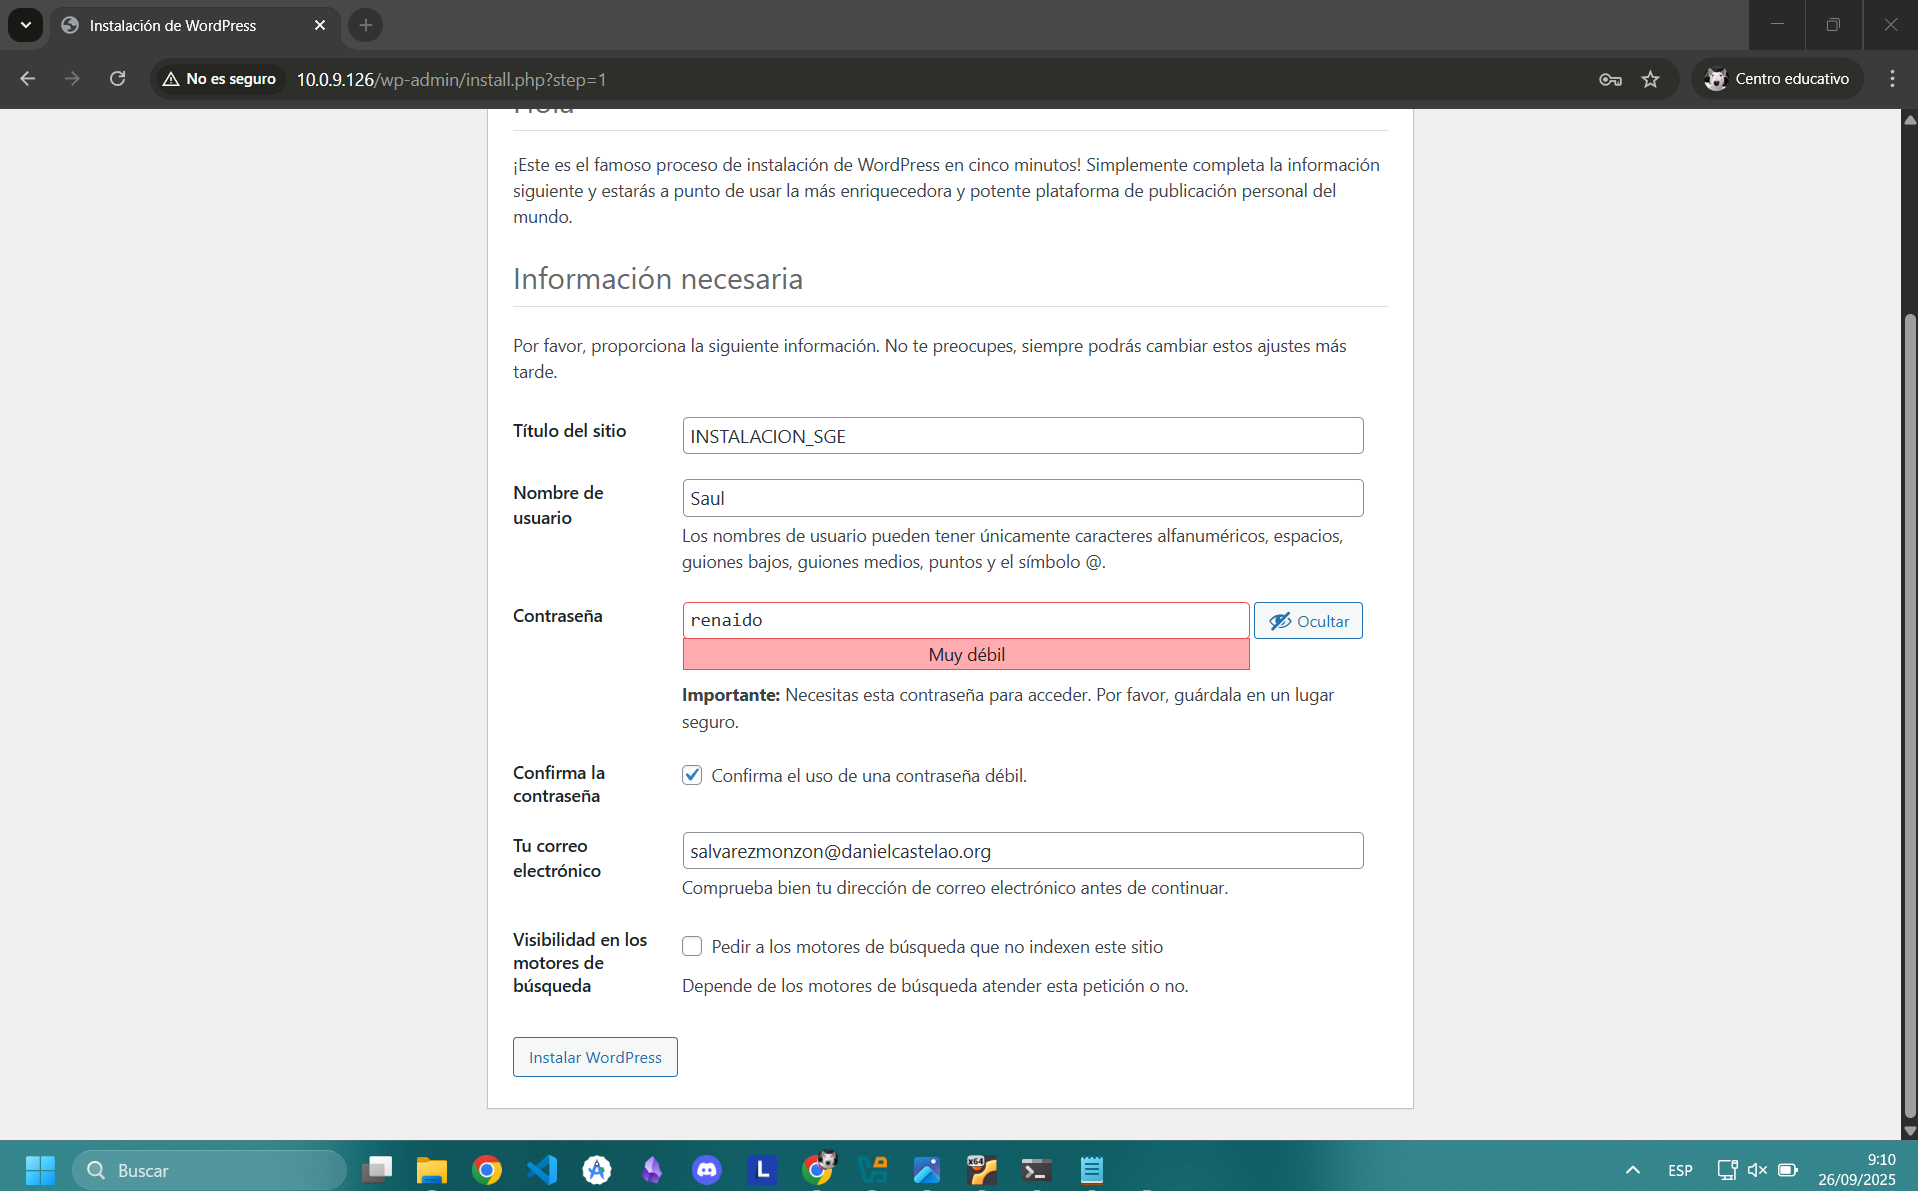 Instalación de WordPress
No es seguro
10.0.9.126/wp-admin/install.php?step=1
Centro educativo
Hola
¡Este es el famoso proceso de instalación de WordPress en cinco minutos! Simplemente completa la información
siguiente y estarás a punto de usar la más enriquecedora y potente plataforma de publicación personal del
mundo.
Información necesaria
Por favor, proporciona la siguiente información. No te preocupes, siempre podrás cambiar estos ajustes más
tarde.
Título del sitio
INSTALACION_SGE
Nombre de
usuario
Saul
Los nombres de usuario pueden tener únicamente caracteres alfanuméricos, espacios,
guiones bajos, guiones medios, puntos y el símbolo @.
Contraseña
renaido
Ocultar
Muy débil
Importante: Necesitas esta contraseña para acceder. Por favor, guárdala en un lugar
seguro.
Confirma la
contraseña
Confirma el uso de una contraseña débil.
Tu correo
electrónico
salvarezmonzon@danielcastelao.org
Comprueba bien tu dirección de correo electrónico antes de continuar.
Visibilidad en los
motores de
búsqueda
Pedir a los motores de búsqueda que no indexen este sitio
Depende de los motores de búsqueda atender esta petición o no.
Instalar WordPress
Buscar
L
x64
ESP
9:10
26/09/2025